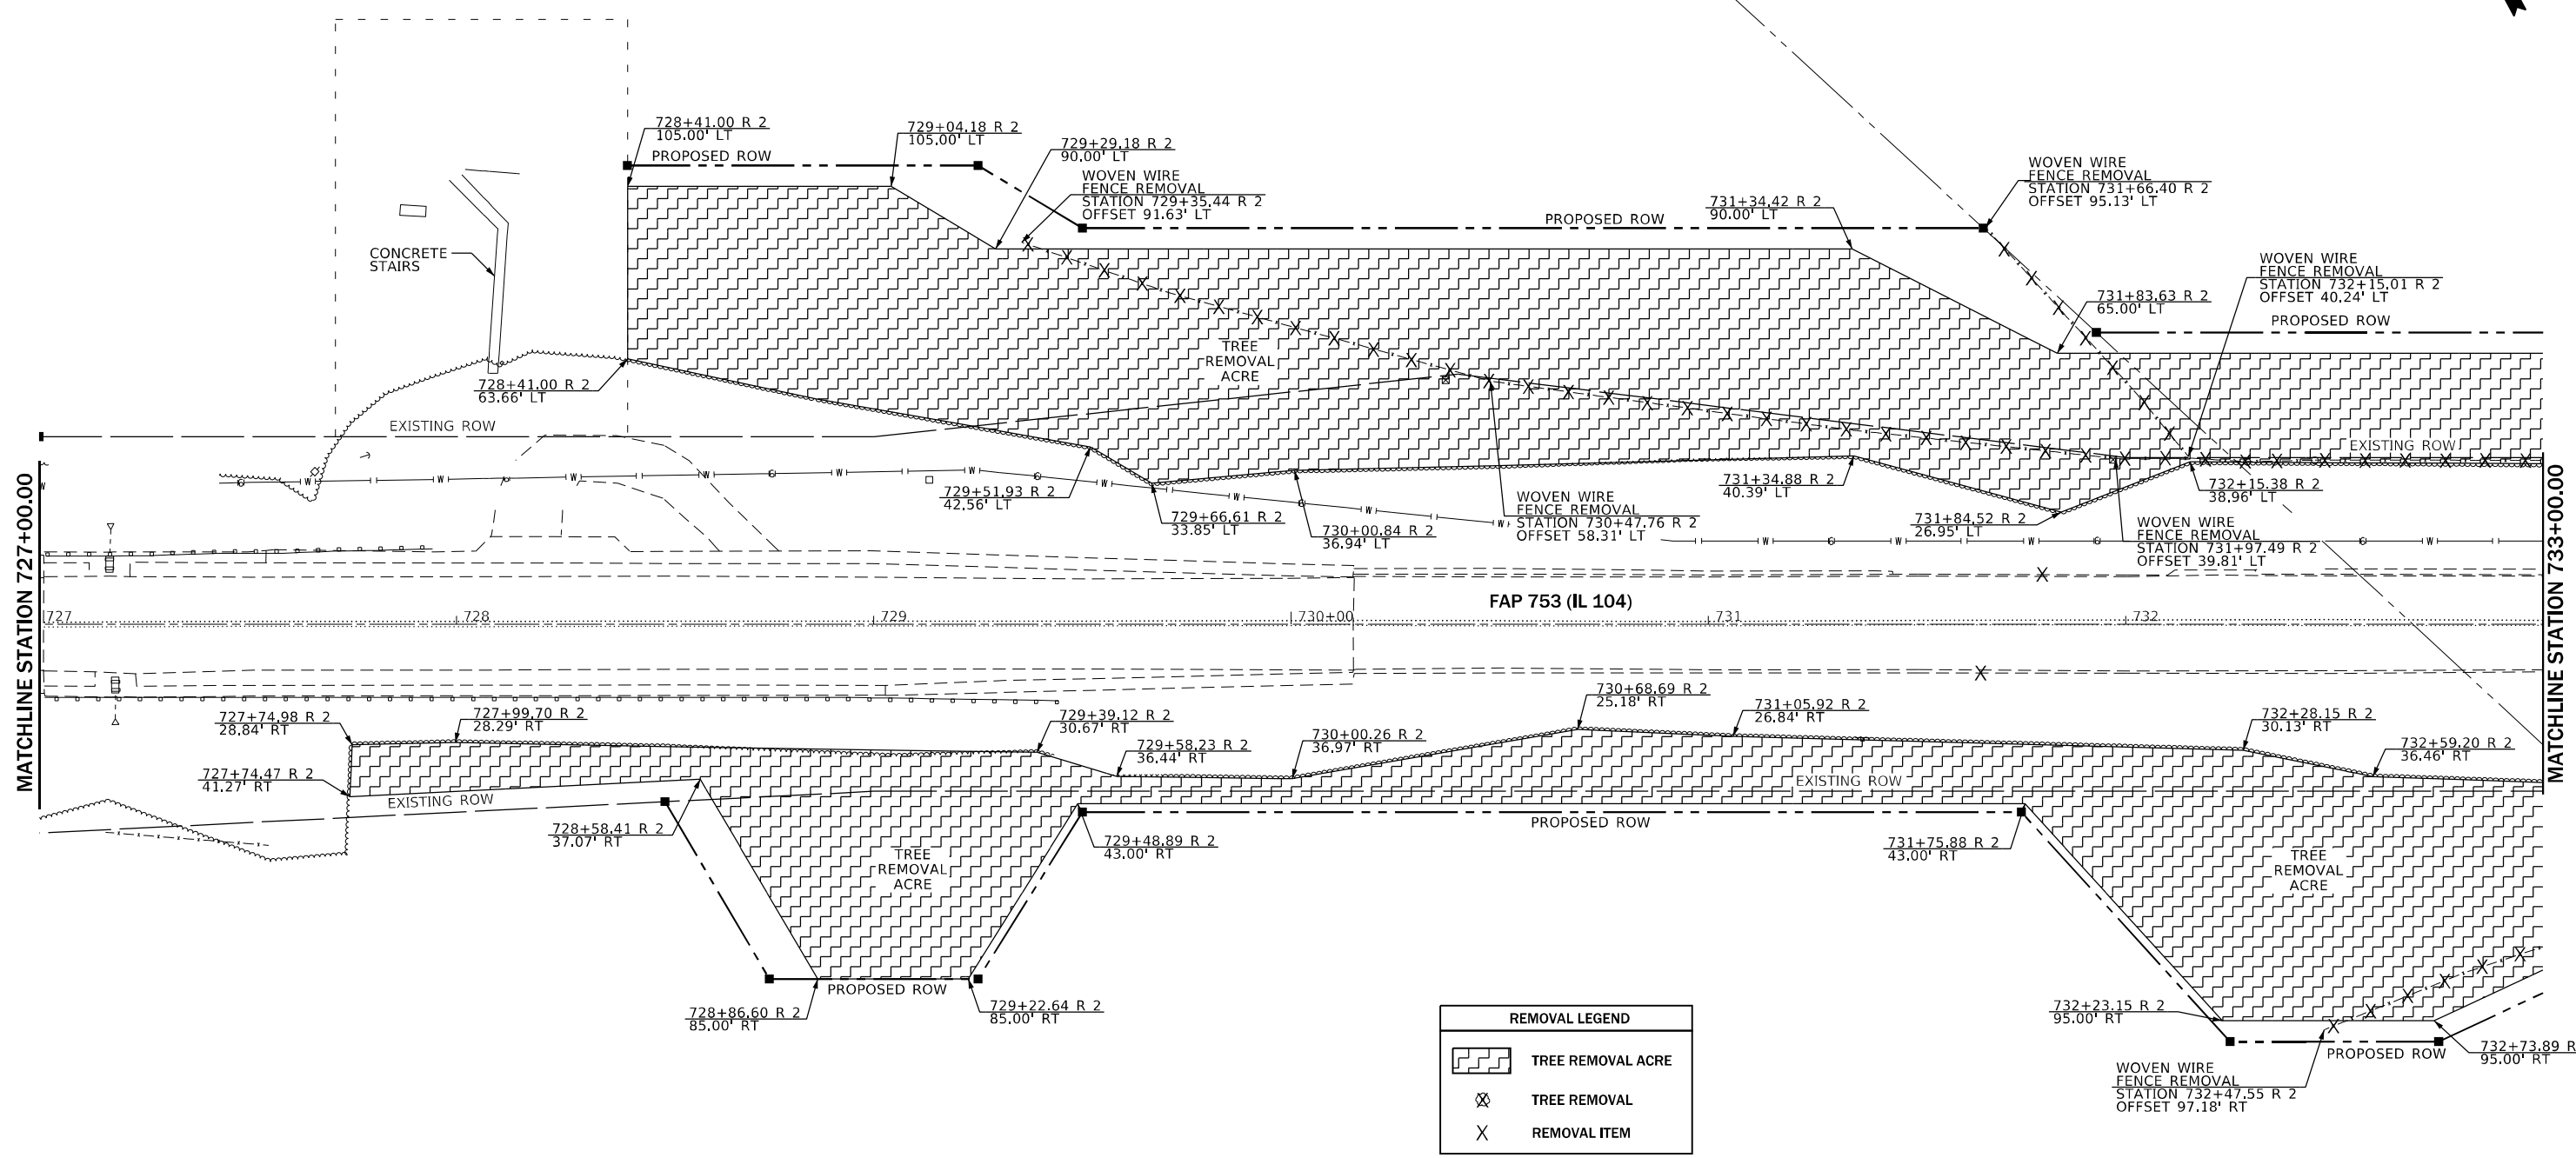 728+41.00 R 2
105.00' LT
PROPOSED ROW
729+04.18 R 2
105.00' LT
729+29.18 R 2
90.00' LT
WOVEN WIRE
FENCE REMOVAL
STATION 729+35.44 R 2
OFFSET 91.63' LT
PROPOSED ROW
731+34.42 R 2
90.00' LT
WOVEN WIRE
FENCE REMOVAL
STATION 731+66.40 R 2
OFFSET 95.13' LT
WOVEN WIRE
FENCE REMOVAL
STATION 732+15.01 R 2
OFFSET 40.24' LT
731+83.63 R 2
65.00' LT
PROPOSED ROW
CONCRETE
STAIRS
TREE
REMOVAL
ACRE
728+41.00 R 2
63.66' LT
EXISTING ROW
EXISTING ROW
729+51.93 R 2
42.56' LT
729+66.61 R 2
33.85' LT
730+00.84 R 2
36.94' LT
WOVEN WIRE
FENCE REMOVAL
STATION 730+47.76 R 2
OFFSET 58.31' LT
731+34.88 R 2
40.39' LT
731+84.52 R 2
26.95' LT
732+15.38 R 2
38.96' LT
WOVEN WIRE
FENCE REMOVAL
STATION 731+97.49 R 2
OFFSET 39.81' LT
MATCHLINE STATION 727+00.00
MATCHLINE STATION 733+00.00
FAP 753 (IL 104)
727
728
729
730+00
731
732
727+74.98 R 2
28.84' RT
727+99.70 R 2
28.29' RT
729+39.12 R 2
30.67' RT
729+58.23 R 2
36.44' RT
730+00.26 R 2
36.97' RT
730+68.69 R 2
25.18' RT
731+05.92 R 2
26.84' RT
732+28.15 R 2
30.13' RT
732+59.20 R 2
36.46' RT
727+74.47 R 2
41.27' RT
EXISTING ROW
EXISTING ROW
728+58.41 R 2
37.07' RT
TREE
REMOVAL
ACRE
729+48.89 R 2
43.00' RT
PROPOSED ROW
731+75.88 R 2
43.00' RT
TREE
REMOVAL
ACRE
PROPOSED ROW
728+86.60 R 2
85.00' RT
729+22.64 R 2
85.00' RT
732+23.15 R 2
95.00' RT
PROPOSED ROW
732+73.89 R
95.00' RT
WOVEN WIRE
FENCE REMOVAL
STATION 732+47.55 R 2
OFFSET 97.18' RT
REMOVAL LEGEND
TREE REMOVAL ACRE
TREE REMOVAL
REMOVAL ITEM